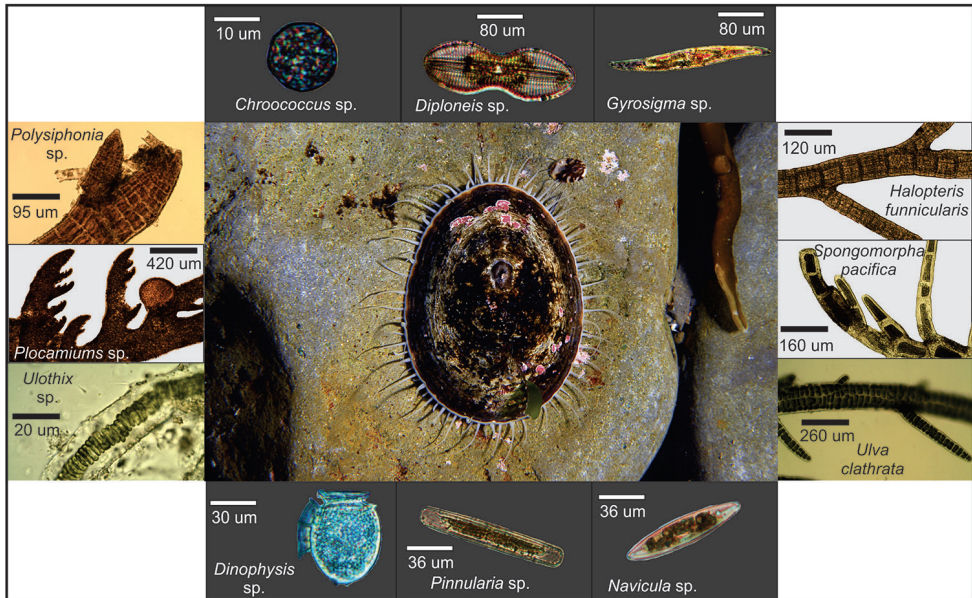 10 um
Chroococcus sp.
80 um
Diploneis sp.
80 um
Gyrosigma sp.
Polysiphonia
sp.
95 um
120 um
Halopteris
funnicularis
420 um
Plocamiums sp.
Spongomorpha
pacifica
160 um
Ulothix
sp.
20 um
260 um
Ulva
clathrata
30 um
Dinophysis
sp.
36 um
Pinnularia sp.
36 um
Navicula sp.